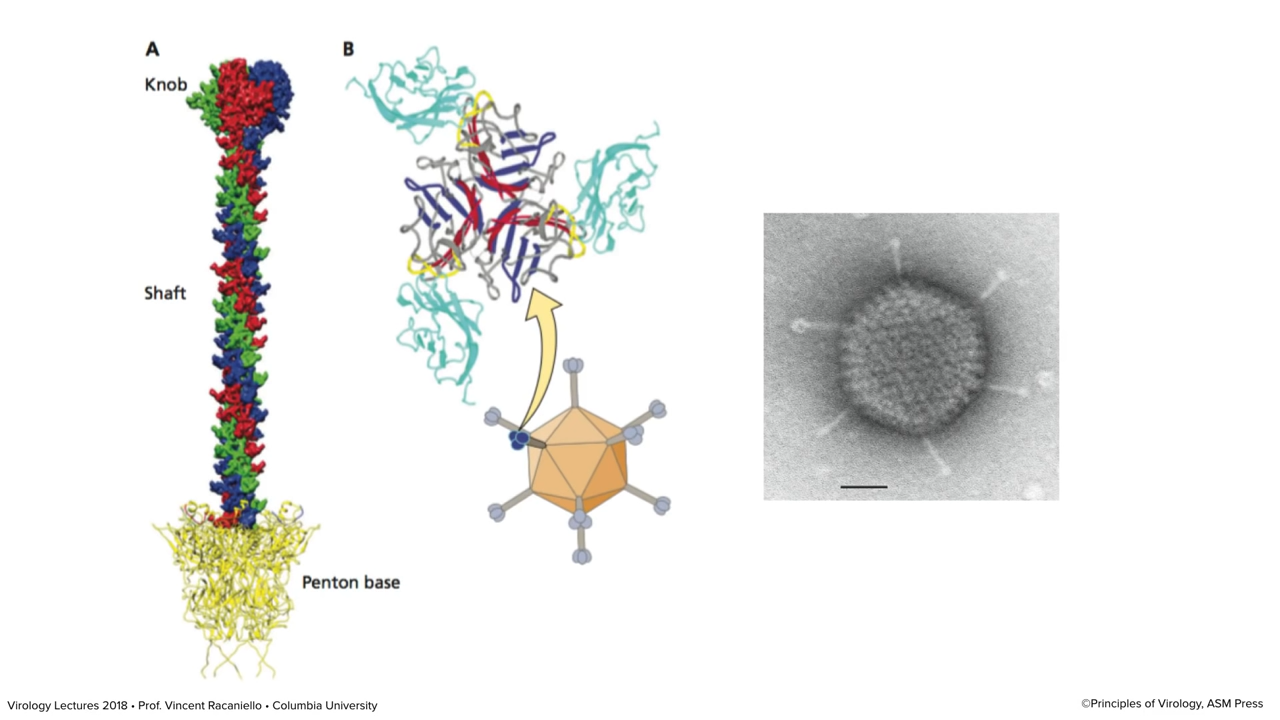 A
B
Knob
Shaft
Penton base
Virology Lectures 2018 • Prof. Vincent Racaniello • Columbia University
©Principles of Virology, ASM Press